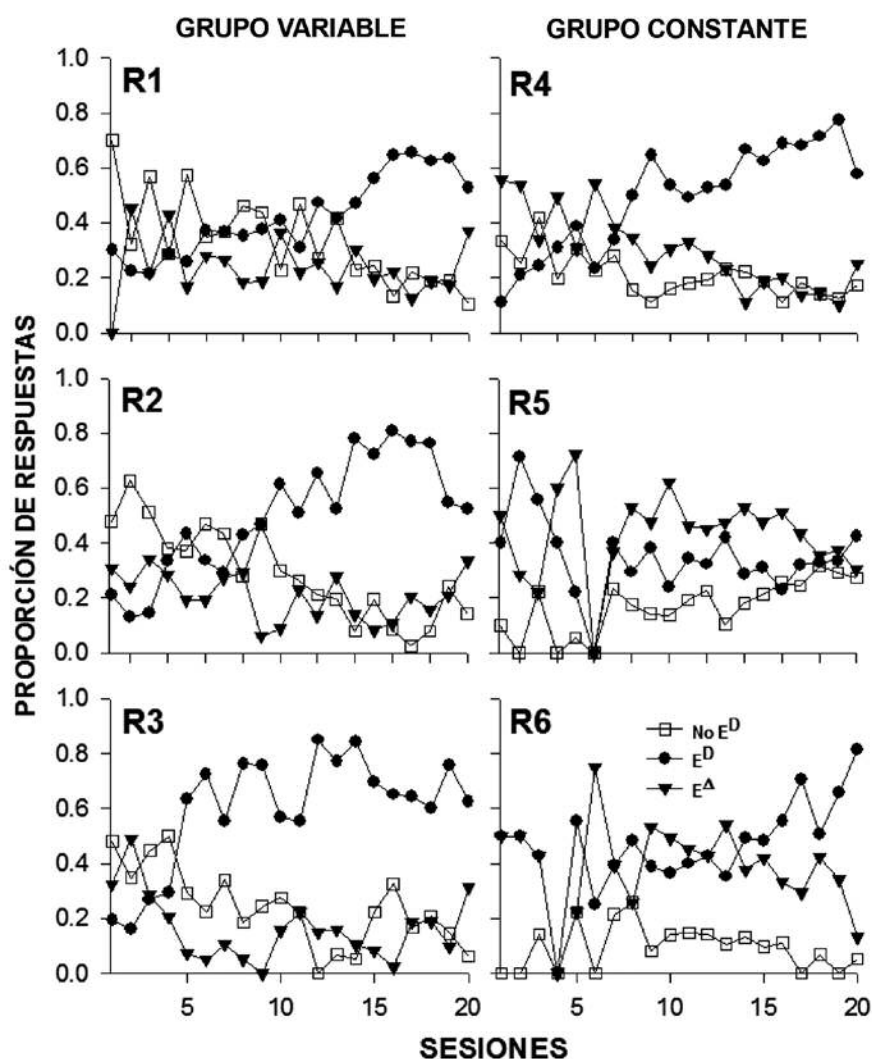 GRUPO VARIABLE
GRUPO CONSTANTE
PROPORCIÓN DE RESPUESTAS
R1
1.0
0.8
0.6
0.4
0.2
0.0
R4
R2
1.0
0.8
0.6
0.4
0.2
0.0
R5
R3
1.0
0.8
0.6
0.4
0.2
0.0
R6
No E^D
E^D
E^Δ
5 10 15 20
5 10 15 20
SESIONES